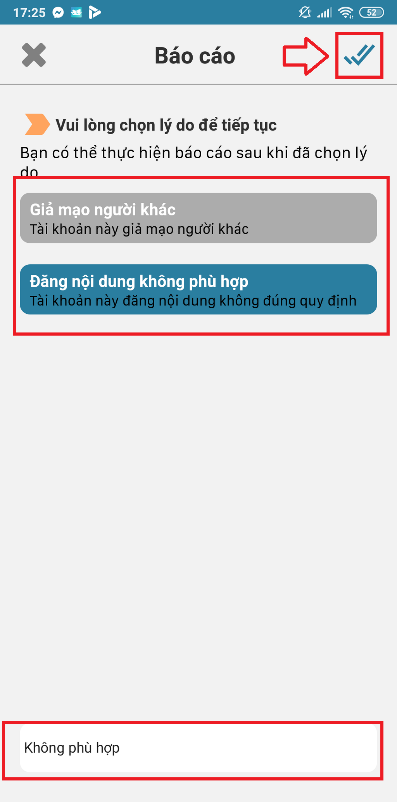 17:25
52
Báo cáo
Vui lòng chọn lý do để tiếp tục
Bạn có thể thực hiện báo cáo sau khi đã chọn lý
do
Giả mạo người khác
Tài khoản này giả mạo người khác
Đăng nội dung không phù hợp
Tài khoản này đăng nội dung không đúng quy định
Không phù hợp